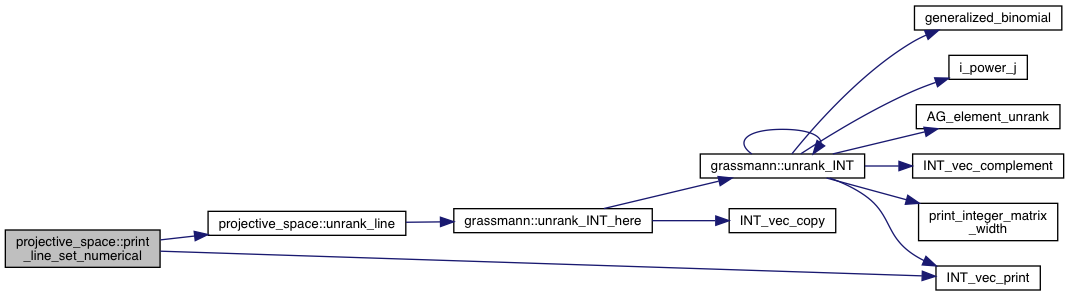 projective_space::print
_line_set_numerical
projective_space::unrank_line
grassmann::unrank_INT_here
grassmann::unrank_INT
INT_vec_copy
generalized_binomial
i_power_j
AG_element_unrank
INT_vec_complement
print_integer_matrix
_width
INT_vec_print